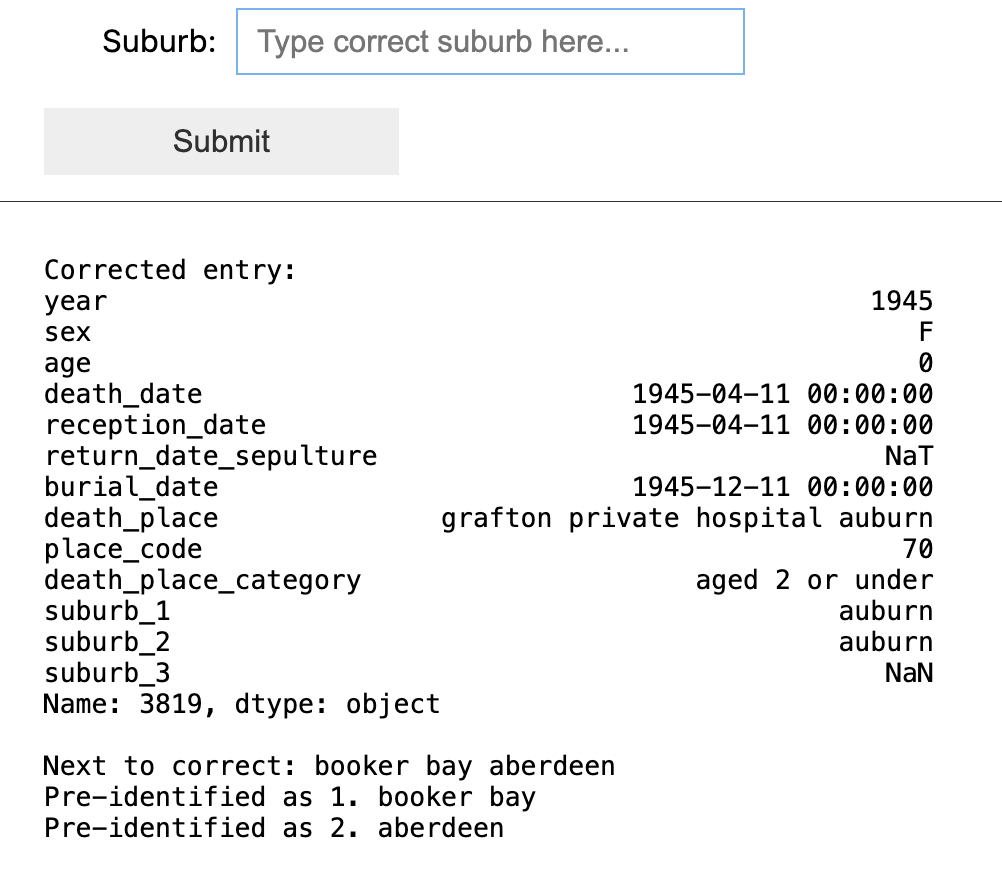 Suburb: Type correct suburb here...
Submit
Corrected entry:
year 1945
sex F
age 0
death_date 1945-04-11 00:00:00
reception_date 1945-04-11 00:00:00
return_date_sepulture NaT
burial_date 1945-12-11 00:00:00
death_place grafton private hospital auburn
place_code 70
death_place_category aged 2 or under
suburb_1 auburn
suburb_2 auburn
suburb_3 NaN
Name: 3819, dtype: object
Next to correct: booker bay aberdeen
Pre-identified as 1. booker bay
Pre-identified as 2. aberdeen